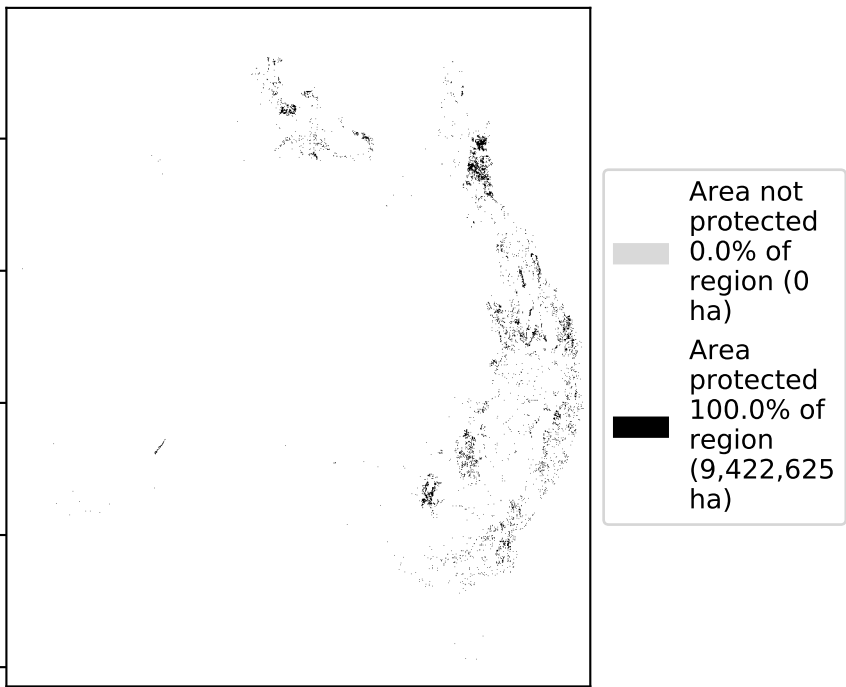 Area not
protected
0.0% of
region (0
ha)
Area
protected
100.0% of
region
(9,422,625
ha)